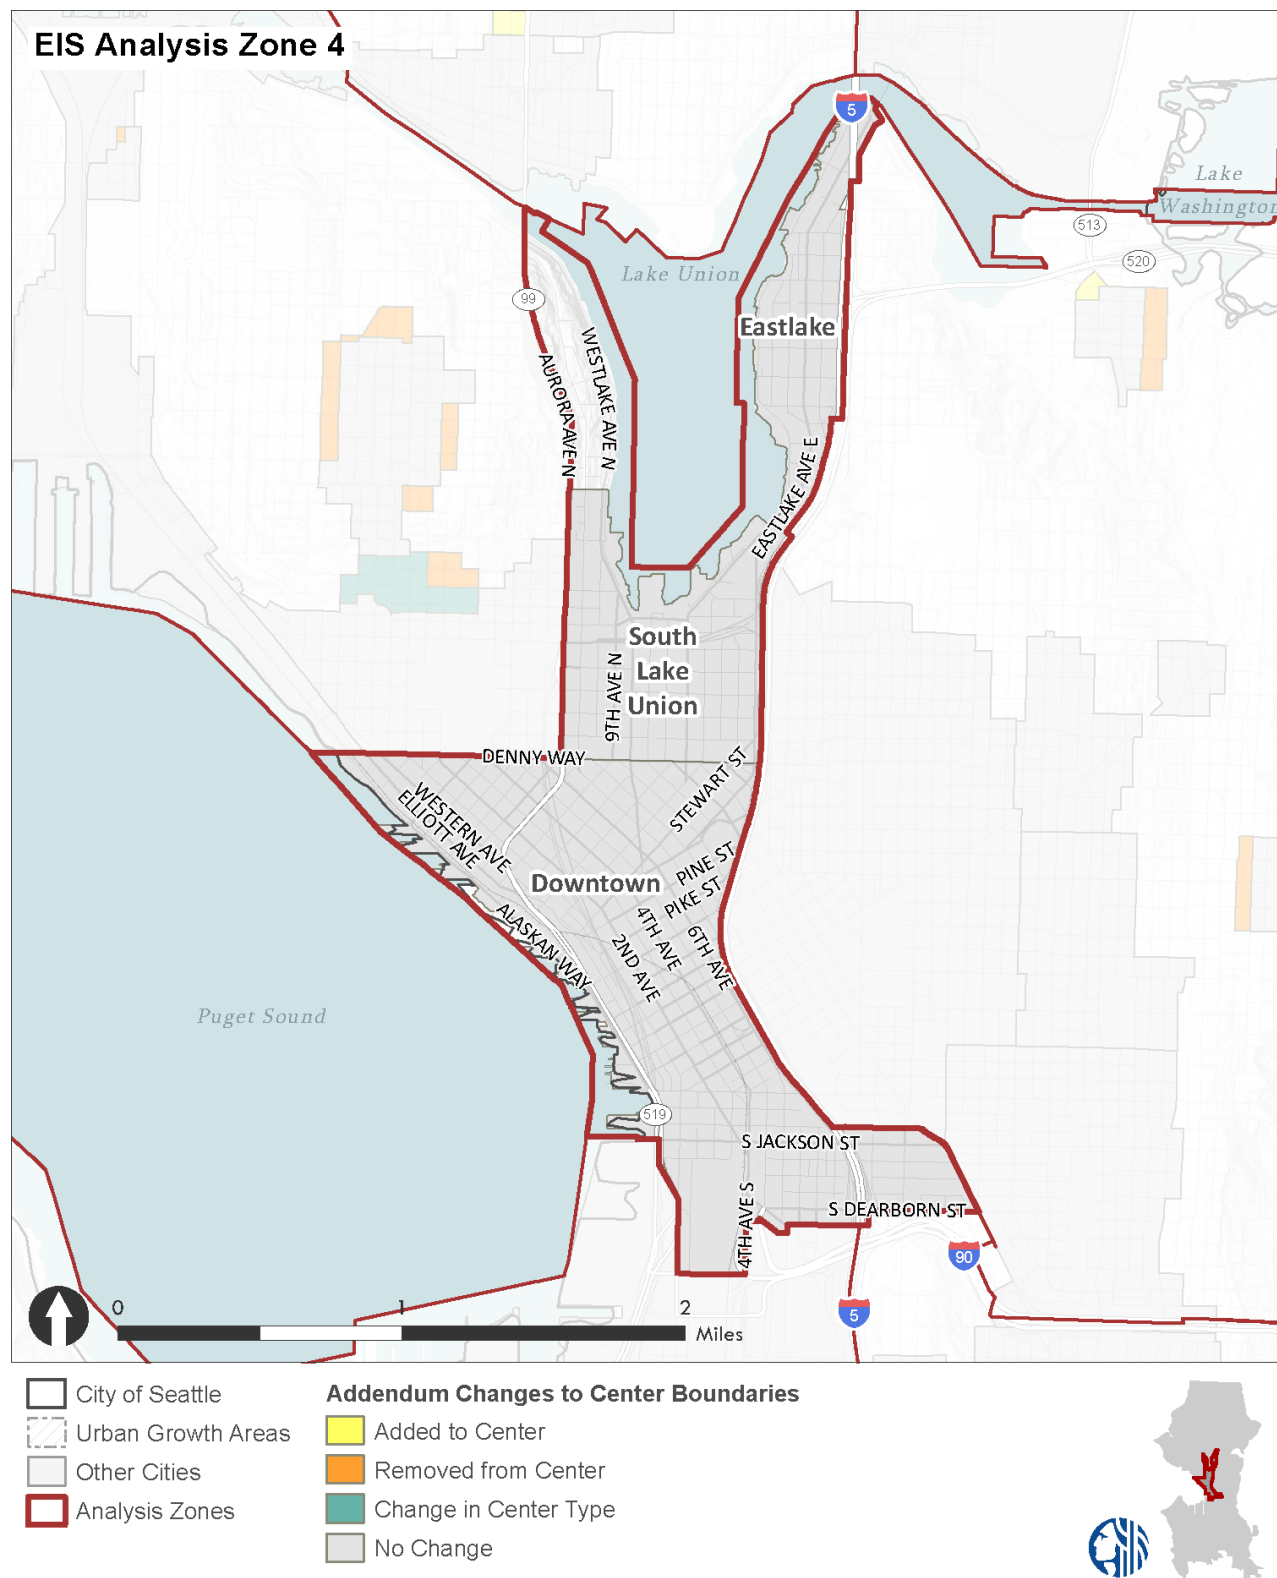 EIS Analysis Zone 4
5
Lake
Washington
513
520
Lake Union
99
Eastlake
WESTLAKE AVE N
AURORA AVE N
EASTLAKE AVE E
South
Lake
Union
9TH AVE N
DENNY WAY
STEWART ST
WESTERN AVE
ELLIOTT AVE
PINE ST
PIKE ST
Downtown
4TH AVE
6TH AVE
2ND AVE
ALASKAN WAY
Puget Sound
519
S JACKSON ST
4TH AVE S
S DEARBORN ST
90
5
0 1 2
Miles
City of Seattle
Urban Growth Areas
Other Cities
Analysis Zones
Addendum Changes to Center Boundaries
Added to Center
Removed from Center
Change in Center Type
No Change